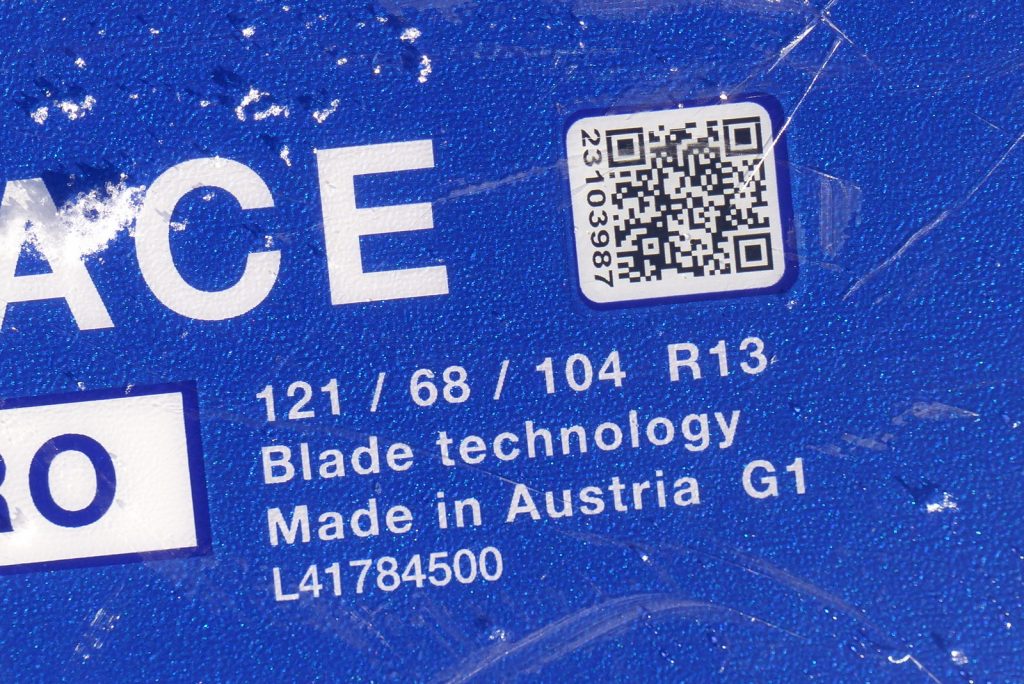 ACE
23103987
RO
121 / 68 / 104 R13
Blade technology
Made in Austria G1
L41784500